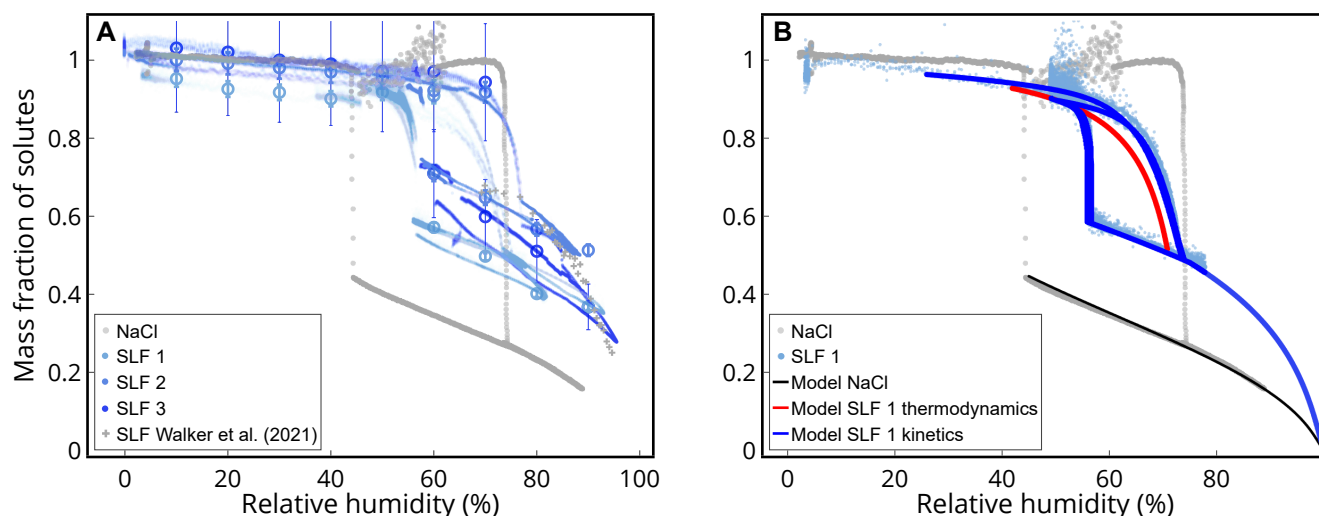 A
Mass fraction of solutes
1
0.8
0.6
0.4
0.2
0
NaCl
SLF 1
SLF 2
SLF 3
SLF Walker et al. (2021)
0 20 40 60 80 100
Relative humidity (%)
B
1
0.8
0.6
0.4
0.2
0
NaCl
SLF 1
Model NaCl
Model SLF 1 thermodynamics
Model SLF 1 kinetics
0 20 40 60 80
Relative humidity (%)